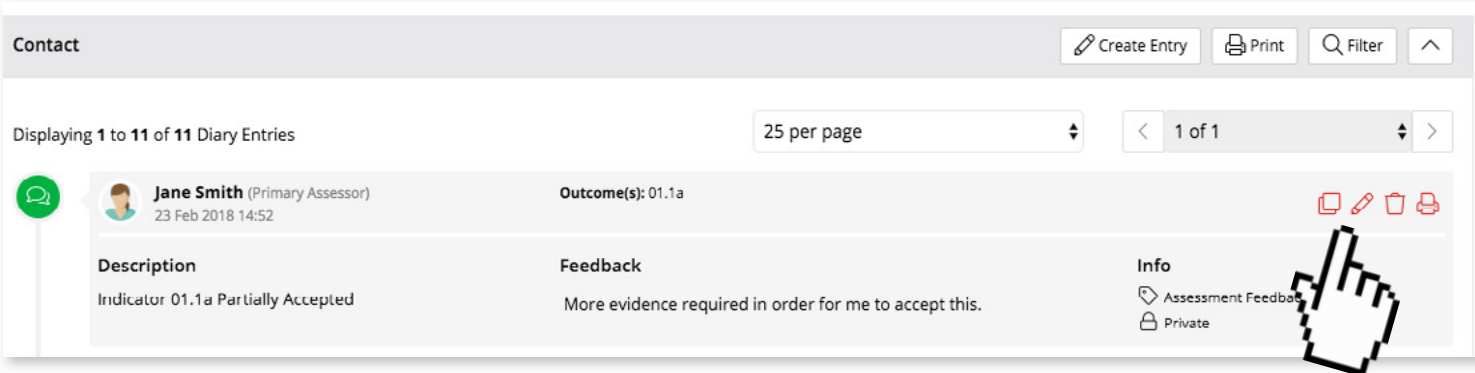 Contact
Create Entry
Print
Filter
Displaying 1 to 11 of 11 Diary Entries
25 per page
1 of 1
Jane Smith (Primary Assessor)
23 Feb 2018 14:52
Outcome(s): 01.1a
Description
Feedback
Info
Indicator 01.1a Partially Accepted
More evidence required in order for me to accept this.
Assessment Feedba
Private